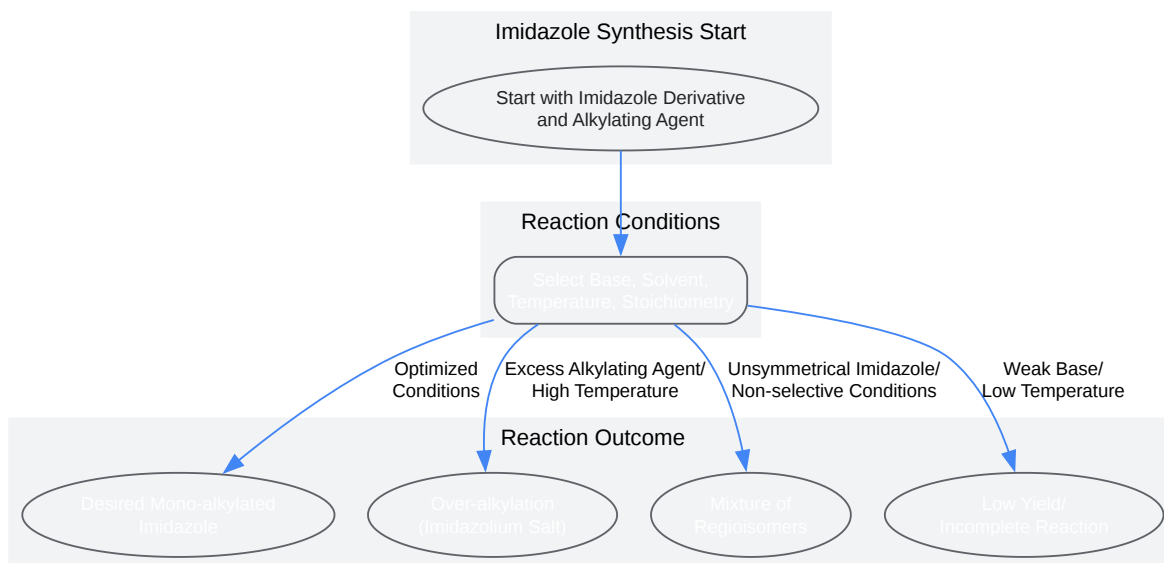 Imidazole Synthesis Start
Start with Imidazole Derivative
and Alkylating Agent
Reaction Conditions
Select Base, Solvent,
Temperature, Stoichiometry
Optimized
Conditions
Excess Alkylating Agent/
High Temperature
Unsymmetrical Imidazole/
Non-selective Conditions
Weak Base/
Low Temperature
Reaction Outcome
Desired Mono-alkylated
Imidazole
Over-alkylation
(Imidazolium Salt)
Mixture of
Regioisomers
Low Yield/
Incomplete Reaction